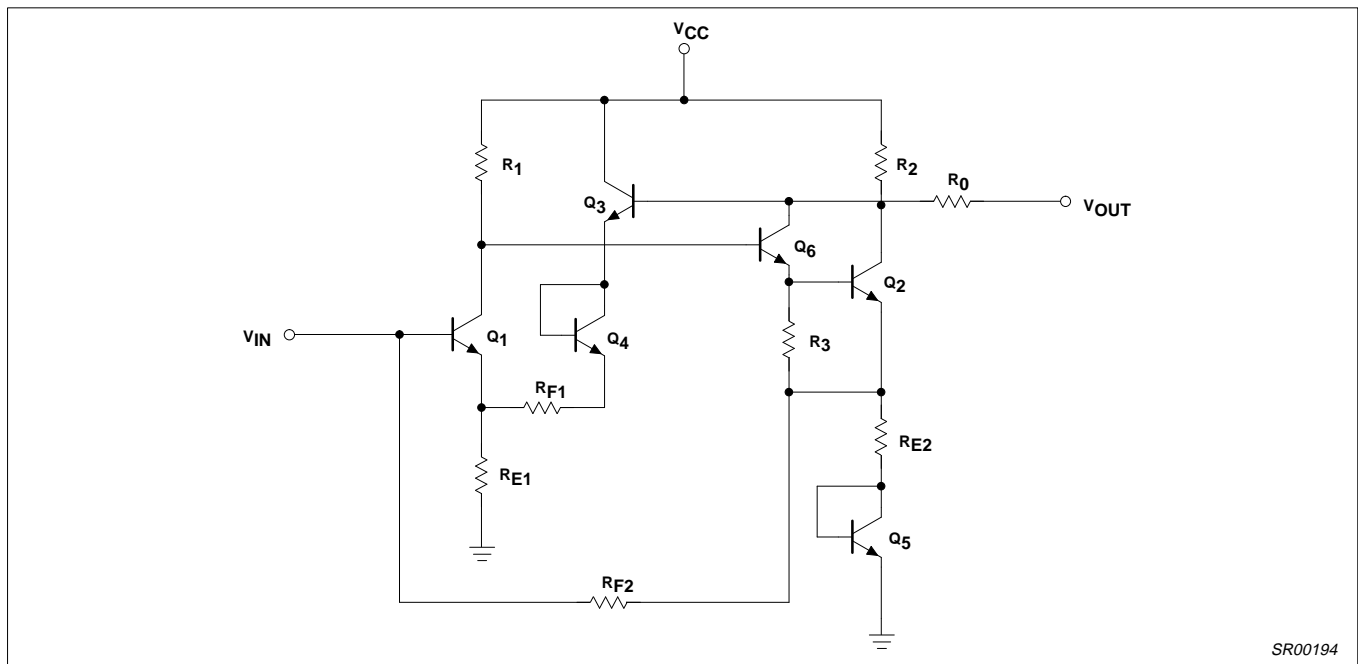 VCC
R1
R2
R0
Q3
VOUT
Q6
Q2
VIN
Q1
Q4
R3
RF1
RE2
RE1
Q5
RF2
SR00194